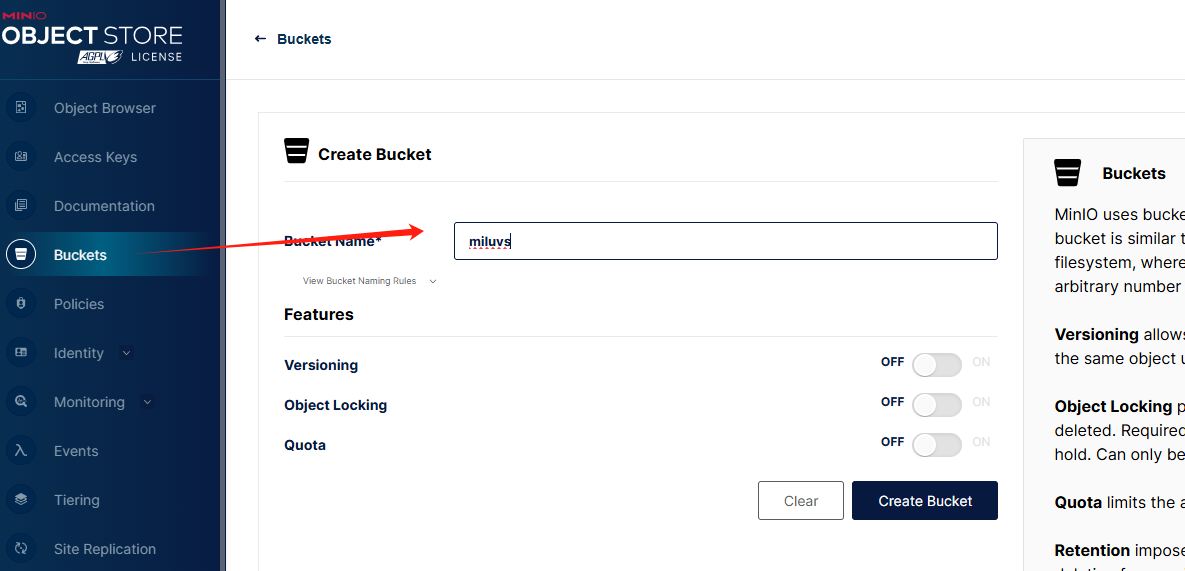 MINIO
OBJECT STORE
AGPLv3 LICENSE
Object Browser
Access Keys
Documentation
Buckets
Policies
Identity
Monitoring
Events
Tiering
Site Replication
← Buckets
Create Bucket
Bucket Name*
miluvs
View Bucket Naming Rules
Features
Versioning OFF ON
Object Locking OFF ON
Quota OFF ON
Clear Create Bucket
Buckets
MinIO uses bucke
bucket is similar t
filesystem, where
arbitrary number
Versioning allows
the same object u
Object Locking p
deleted. Required
hold. Can only be
Quota limits the a
Retention impose